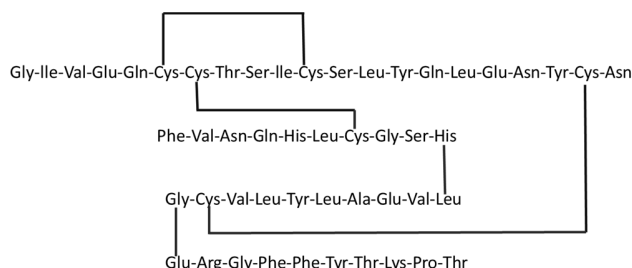 Gly-Ile-Val-Glu-Gln-Cys-Cys-Thr-Ser-Ile-Cys-Ser-Leu-Tyr-Gln-Leu-Glu-Asn-Tyr-Cys-Asn
Phe-Val-Asn-Gln-His-Leu-Cys-Gly-Ser-His
Gly-Cys-Val-Leu-Tyr-Leu-Ala-Glu-Val-Leu
Glu-Arg-Gly-Phe-Phe-Tyr-Thr-Lys-Pro-Thr